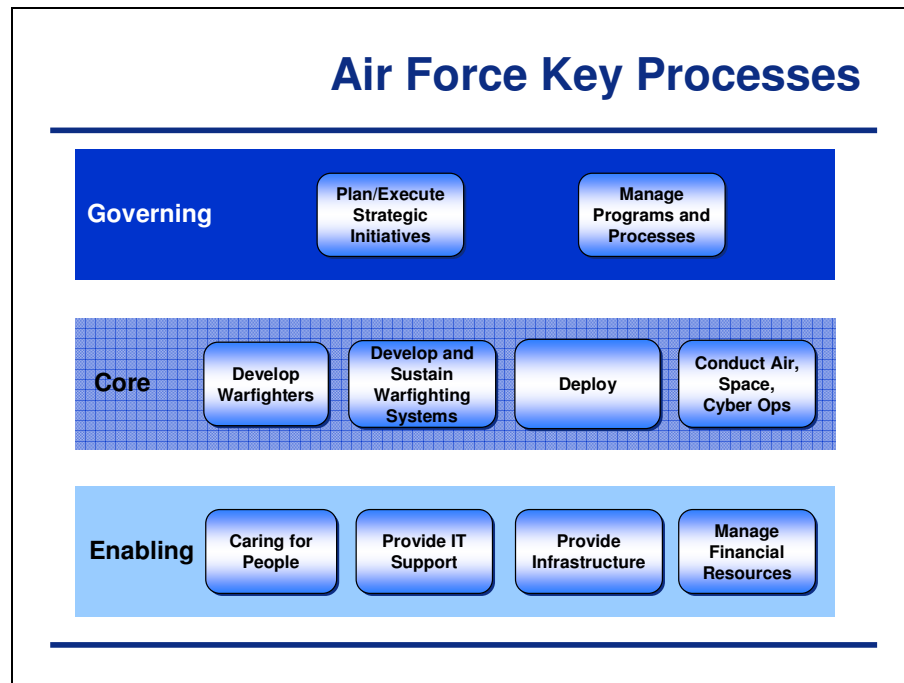 Air Force Key Processes
Governing
Plan/Execute
Strategic
Initiatives
Manage
Programs and
Processes
Core
Develop
Warfighters
Develop and
Sustain
Warfighting
Systems
Deploy
Conduct Air,
Space,
Cyber Ops
Enabling
Caring for
People
Provide IT
Support
Provide
Infrastructure
Manage
Financial
Resources